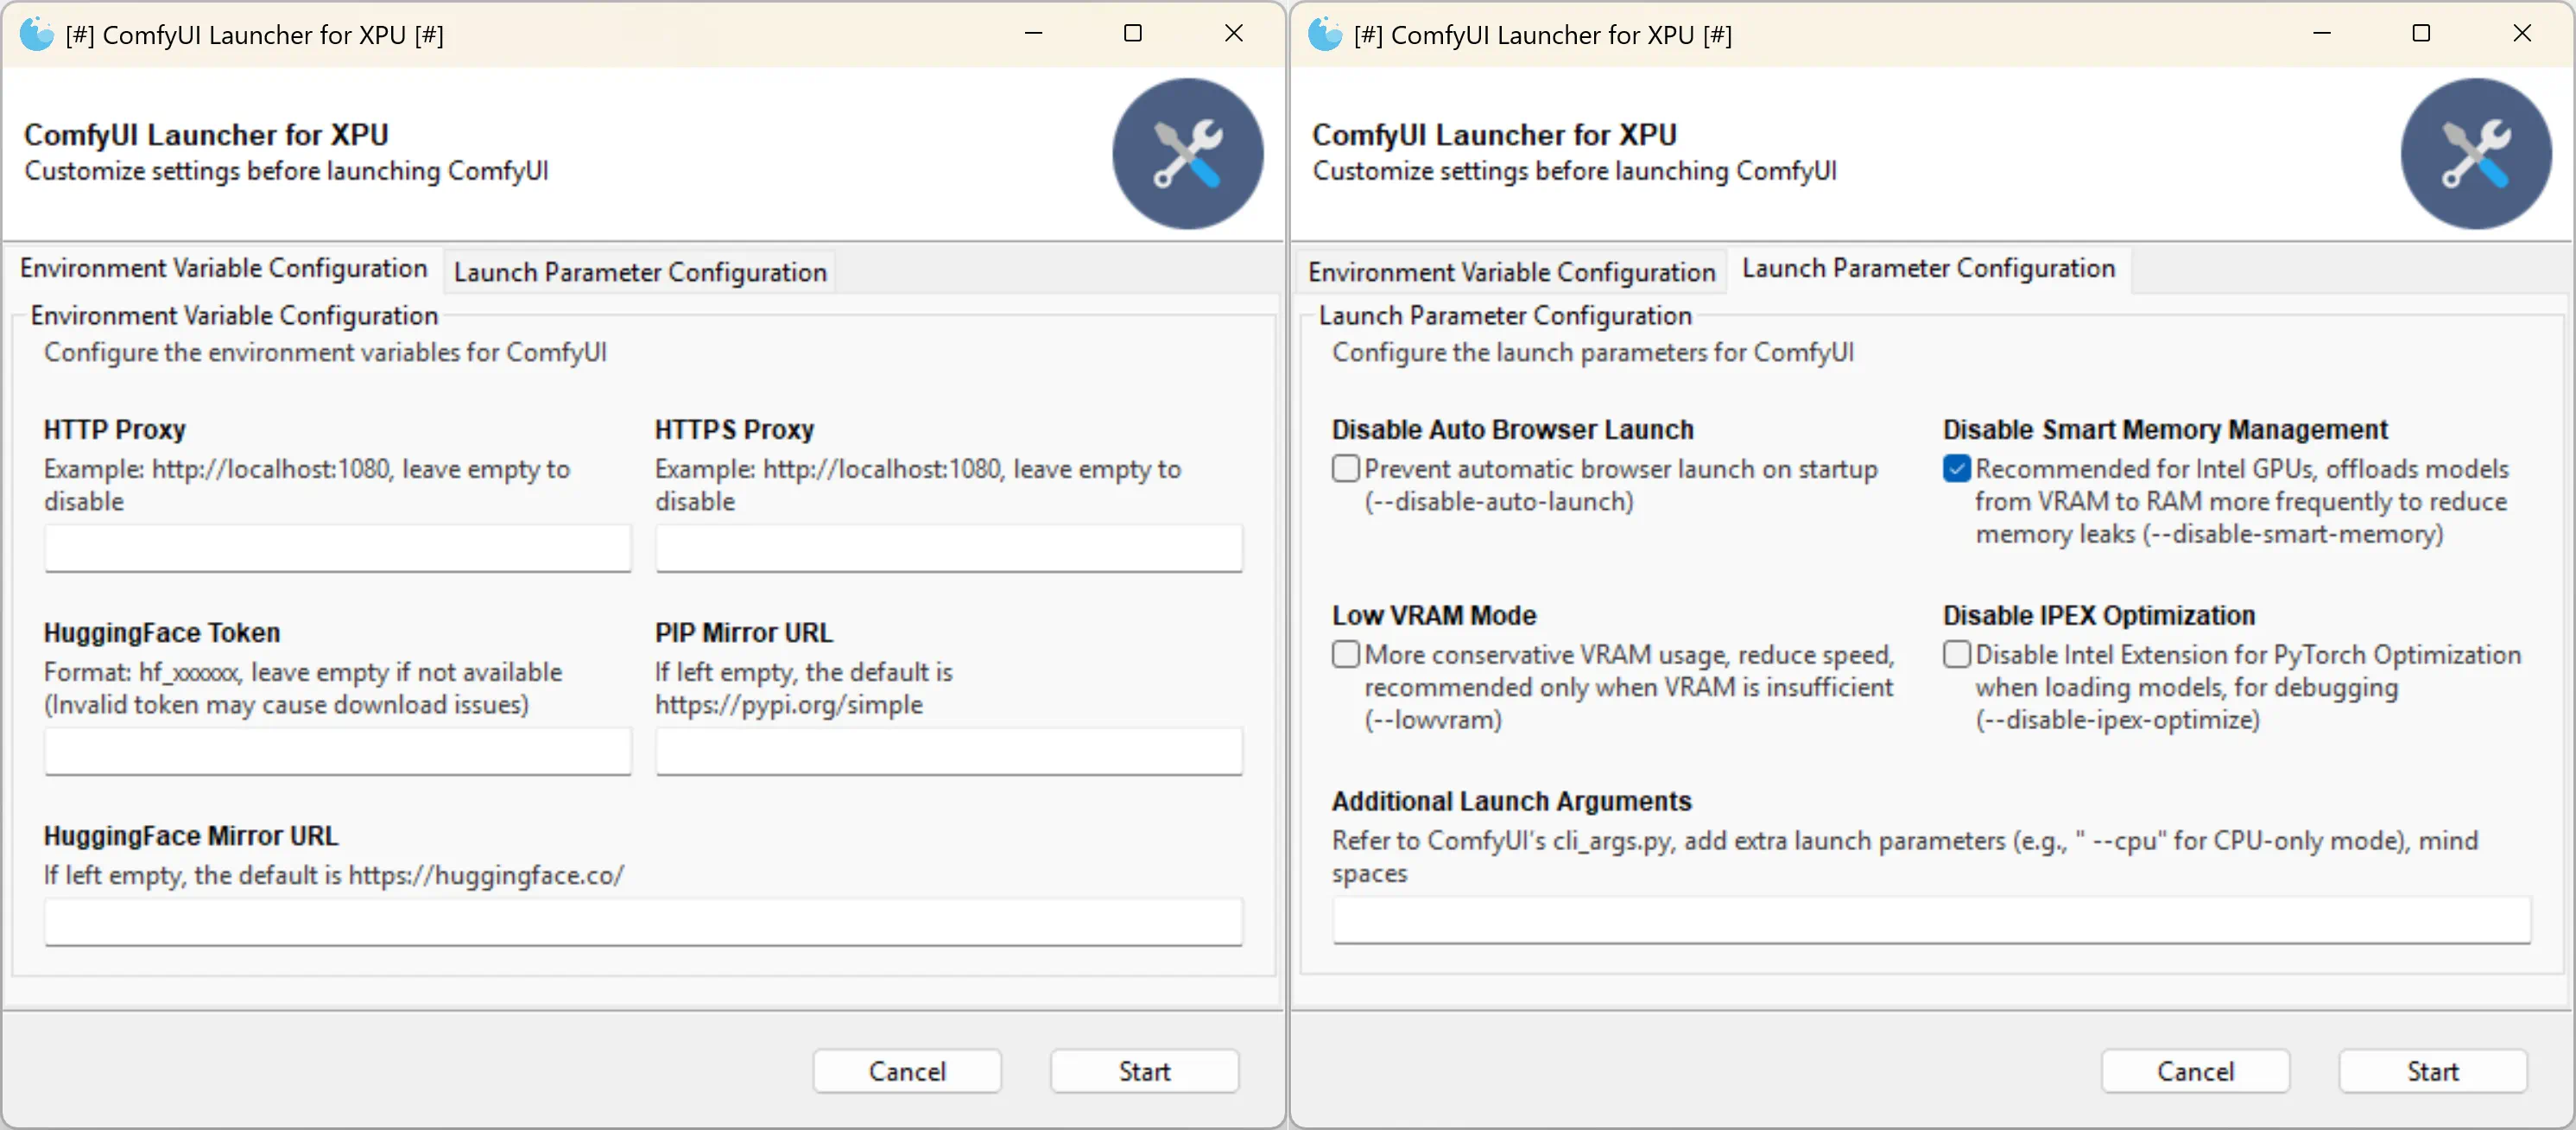 [#] ComfyUI Launcher for XPU [#]
ComfyUI Launcher for XPU
Customize settings before launching ComfyUI
Environment Variable Configuration
Launch Parameter Configuration
Environment Variable Configuration
Configure the environment variables for ComfyUI
HTTP Proxy
Example: http://localhost:1080, leave empty to
disable
HTTPS Proxy
Example: http://localhost:1080, leave empty to
disable
HuggingFace Token
Format: hf_xxxxxx, leave empty if not available
(Invalid token may cause download issues)
PIP Mirror URL
If left empty, the default is
https://pypi.org/simple
HuggingFace Mirror URL
If left empty, the default is https://huggingface.co/
Cancel
Start
[#] ComfyUI Launcher for XPU [#]
ComfyUI Launcher for XPU
Customize settings before launching ComfyUI
Environment Variable Configuration
Launch Parameter Configuration
Launch Parameter Configuration
Configure the launch parameters for ComfyUI
Disable Auto Browser Launch
Prevent automatic browser launch on startup
(--disable-auto-launch)
Disable Smart Memory Management
Recommended for Intel GPUs, offloads models
from VRAM to RAM more frequently to reduce
memory leaks (--disable-smart-memory)
Low VRAM Mode
More conservative VRAM usage, reduce speed,
recommended only when VRAM is insufficient
(--lowvram)
Disable IPEX Optimization
Disable Intel Extension for PyTorch Optimization
when loading models, for debugging
(--disable-ipex-optimize)
Additional Launch Arguments
Refer to ComfyUI's cli_args.py, add extra launch parameters (e.g., " --cpu" for CPU-only mode), mind
spaces
Cancel
Start